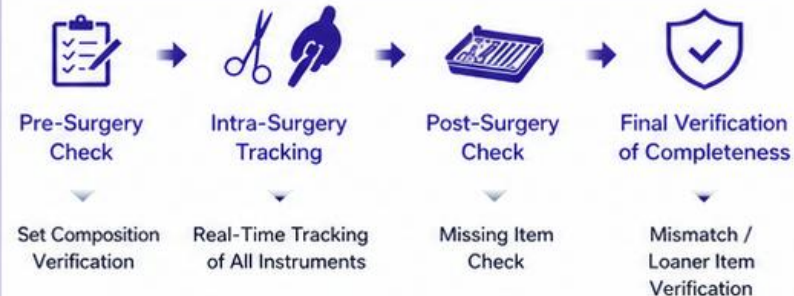 Pre-Surgery
Check
Intra-Surgery
Tracking
Post-Surgery
Check
Final Verification
of Completeness
Set Composition
Verification
Real-Time Tracking
of All Instruments
Missing Item
Check
Mismatch /
Loaner Item
Verification